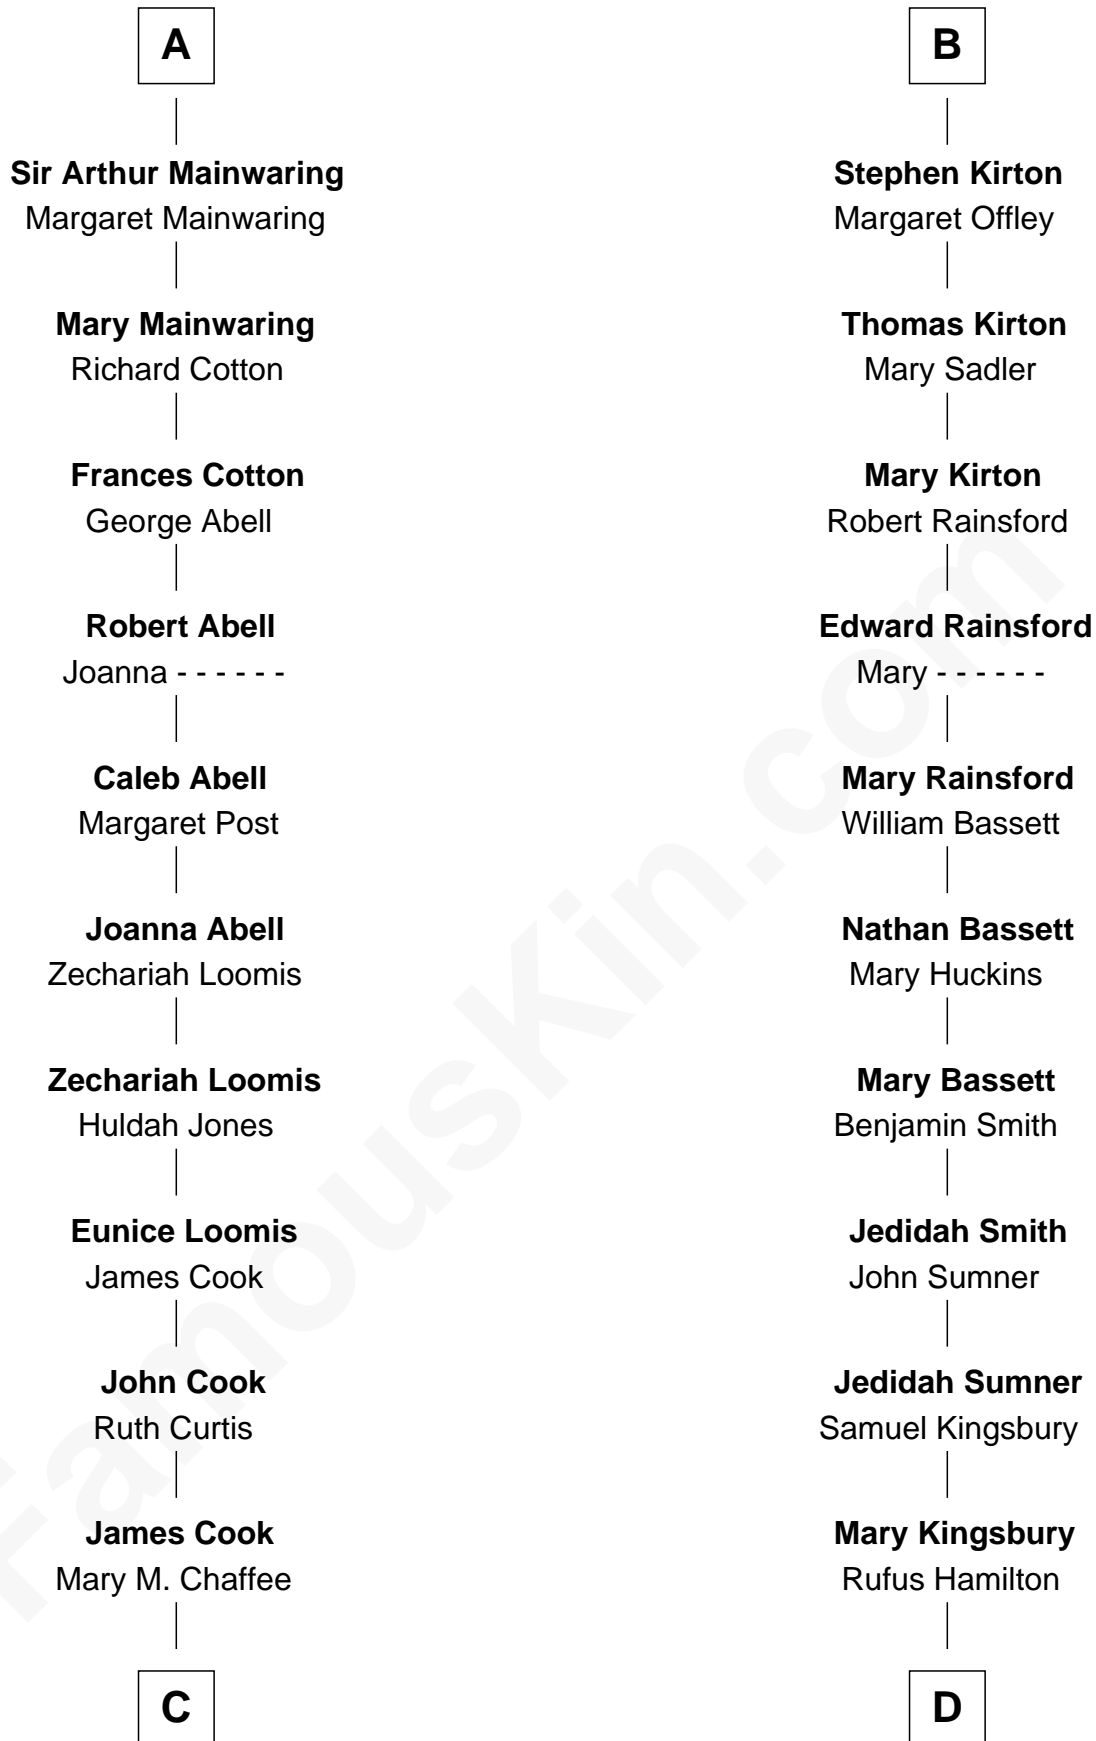 A
Sir Arthur Mainwaring
Margaret Mainwaring
Mary Mainwaring
Richard Cotton
Frances Cotton
George Abell
Robert Abell
Joanna - - - - - -
Caleb Abell
Margaret Post
Joanna Abell
Zechariah Loomis
Zechariah Loomis
Huldah Jones
Eunice Loomis
James Cook
John Cook
Ruth Curtis
James Cook
Mary M. Chaffee
C
B
Stephen Kirton
Margaret Offley
Thomas Kirton
Mary Sadler
Mary Kirton
Robert Rainsford
Edward Rainsford
Mary - - - - - -
Mary Rainsford
William Bassett
Nathan Bassett
Mary Huckins
Mary Bassett
Benjamin Smith
Jedidah Smith
John Sumner
Jedidah Sumner
Samuel Kingsbury
Mary Kingsbury
Rufus Hamilton
D
FamousKin.com